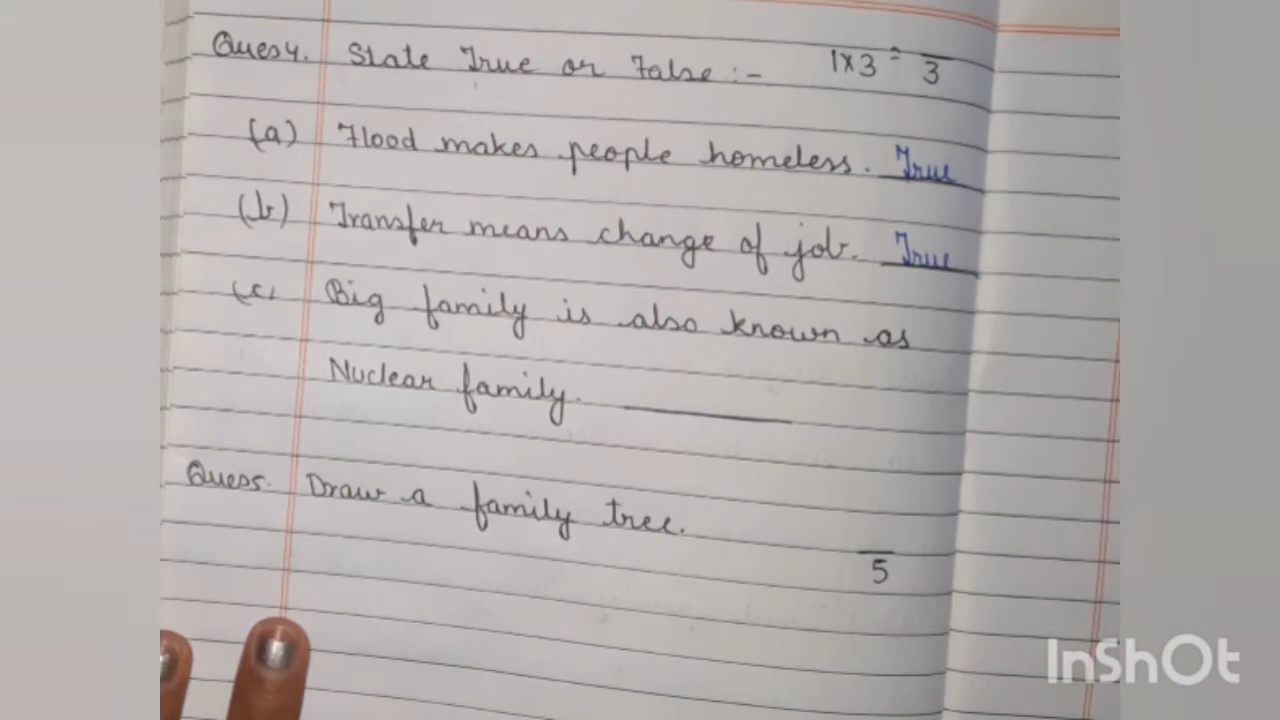 Ques4. State True or False :- 1x3 = 3
(a) Flood makes people homeless. True
(b) Transfer means change of job. True
(c) Big family is also known as
Nuclear family.
Ques5. Draw a family tree.
5
InShOt